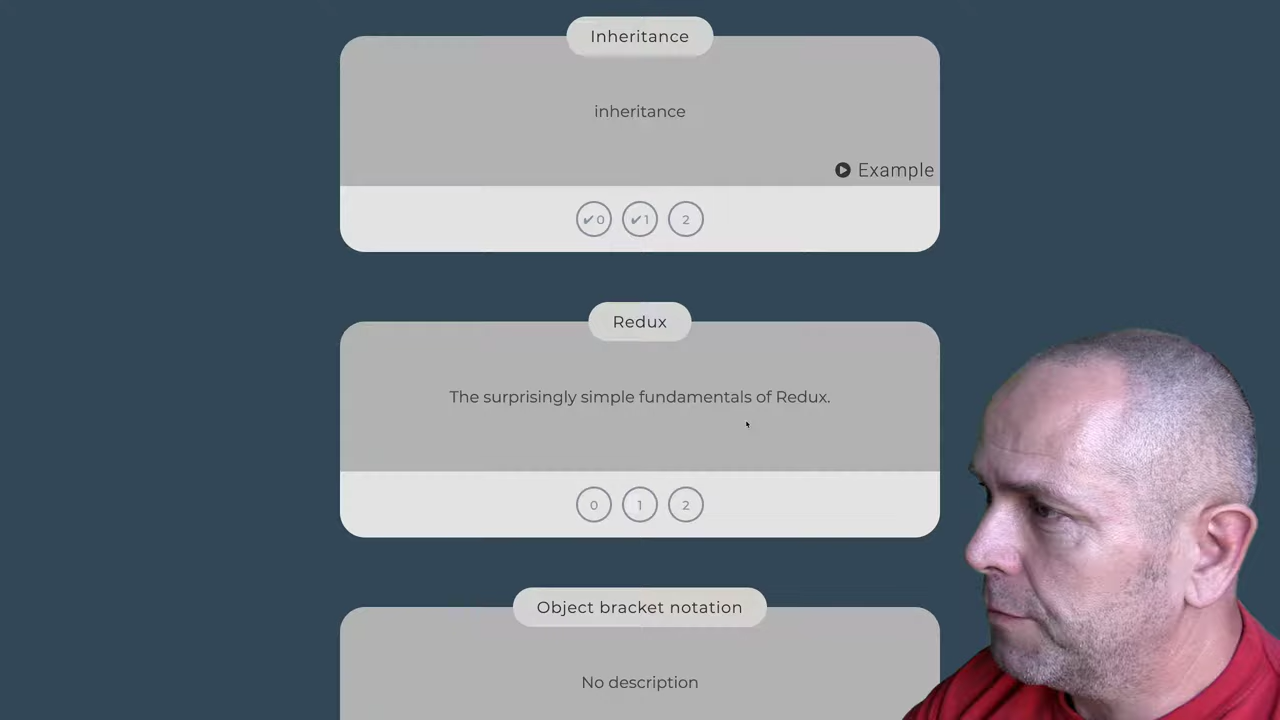 Inheritance
inheritance
Example
✔0 ✔1 2
Redux
The surprisingly simple fundamentals of Redux.
0 1 2
Object bracket notation
No description